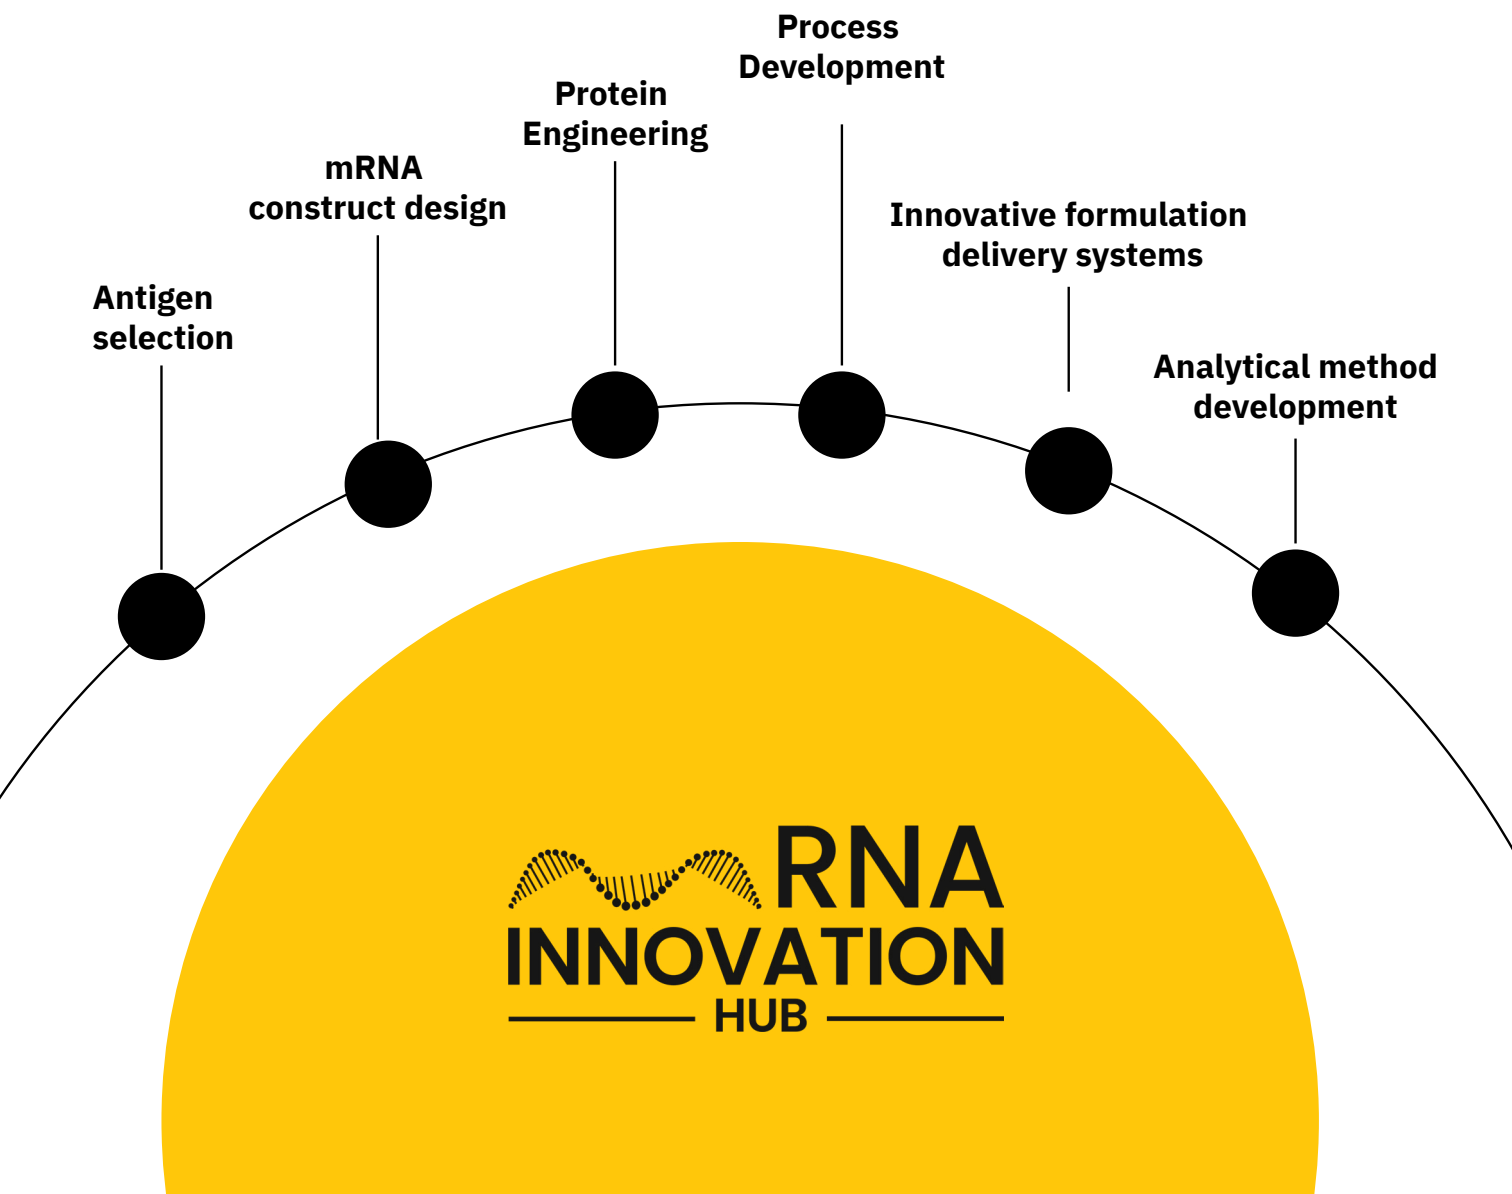 Process
Development
Protein
Engineering
mRNA
construct design
Innovative formulation
delivery systems
Antigen
selection
Analytical method
development
RNA
INNOVATION
HUB